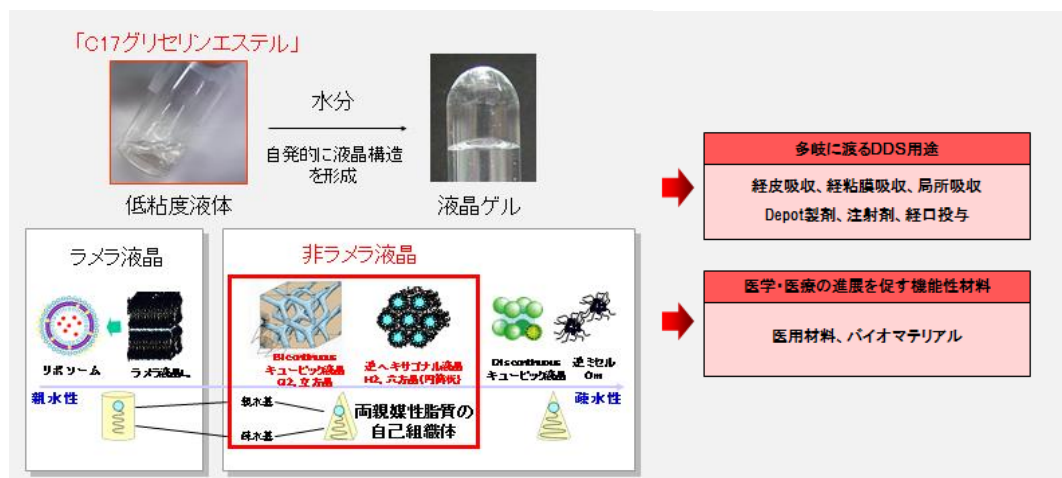 「C17グリセリンエステル」
水分
自発的に液晶構造
を形成
低粘度液体
液晶ゲル
多岐に渡るDDS用途
経皮吸収、経粘膜吸収、局所吸収
Depot製剤、注射剤、経口投与
医学・医療の進展を促す機能性材料
医用材料、バイオマテリアル
ラメラ液晶
非ラメラ液晶
リポソーム
ラメラ液晶
Bicontinuous
キュービック液晶
Q2, 立方晶
逆ヘキサゴナル液晶
H2, 六方晶(円筒状)
Discontinuous
キュービック液晶
逆ミセル
親水性
疎水性
親水基
疎水基
両親媒性脂質の
自己組織体